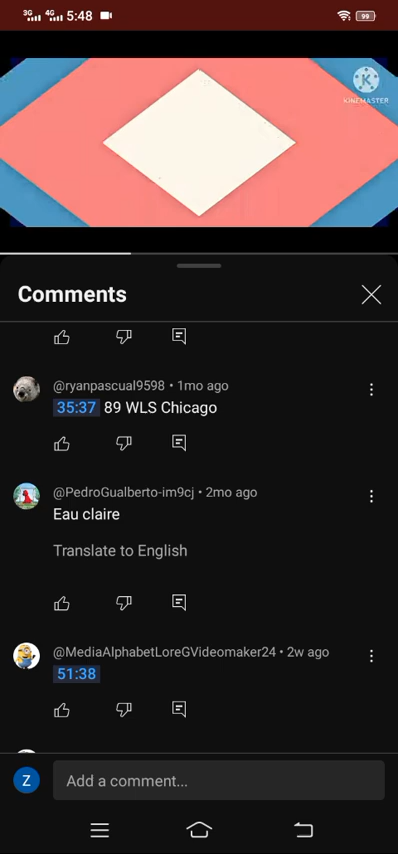 3G 4G 5:48 99
KINEMASTER
Comments
@ryanpascual9598 • 1mo ago
35:37 89 WLS Chicago
@PedroGualberto-im9cj • 2mo ago
Eau claire
Translate to English
@MediaAlphabetLoreGVideomaker24 • 2w ago
51:38
Z Add a comment...